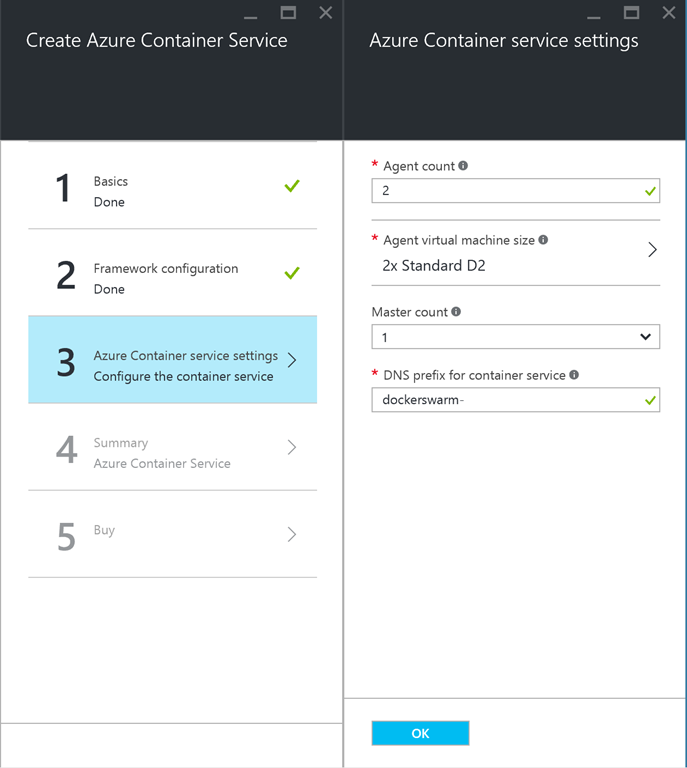 Create Azure Container Service
1
Basics
Done
2
Framework configuration
Done
3
Azure Container service settings
Configure the container service
4
Summary
Azure Container Service
5
Buy
Azure Container service settings
* Agent count
2
* Agent virtual machine size
2x Standard D2
Master count
1
* DNS prefix for container service
dockerswarm-
OK